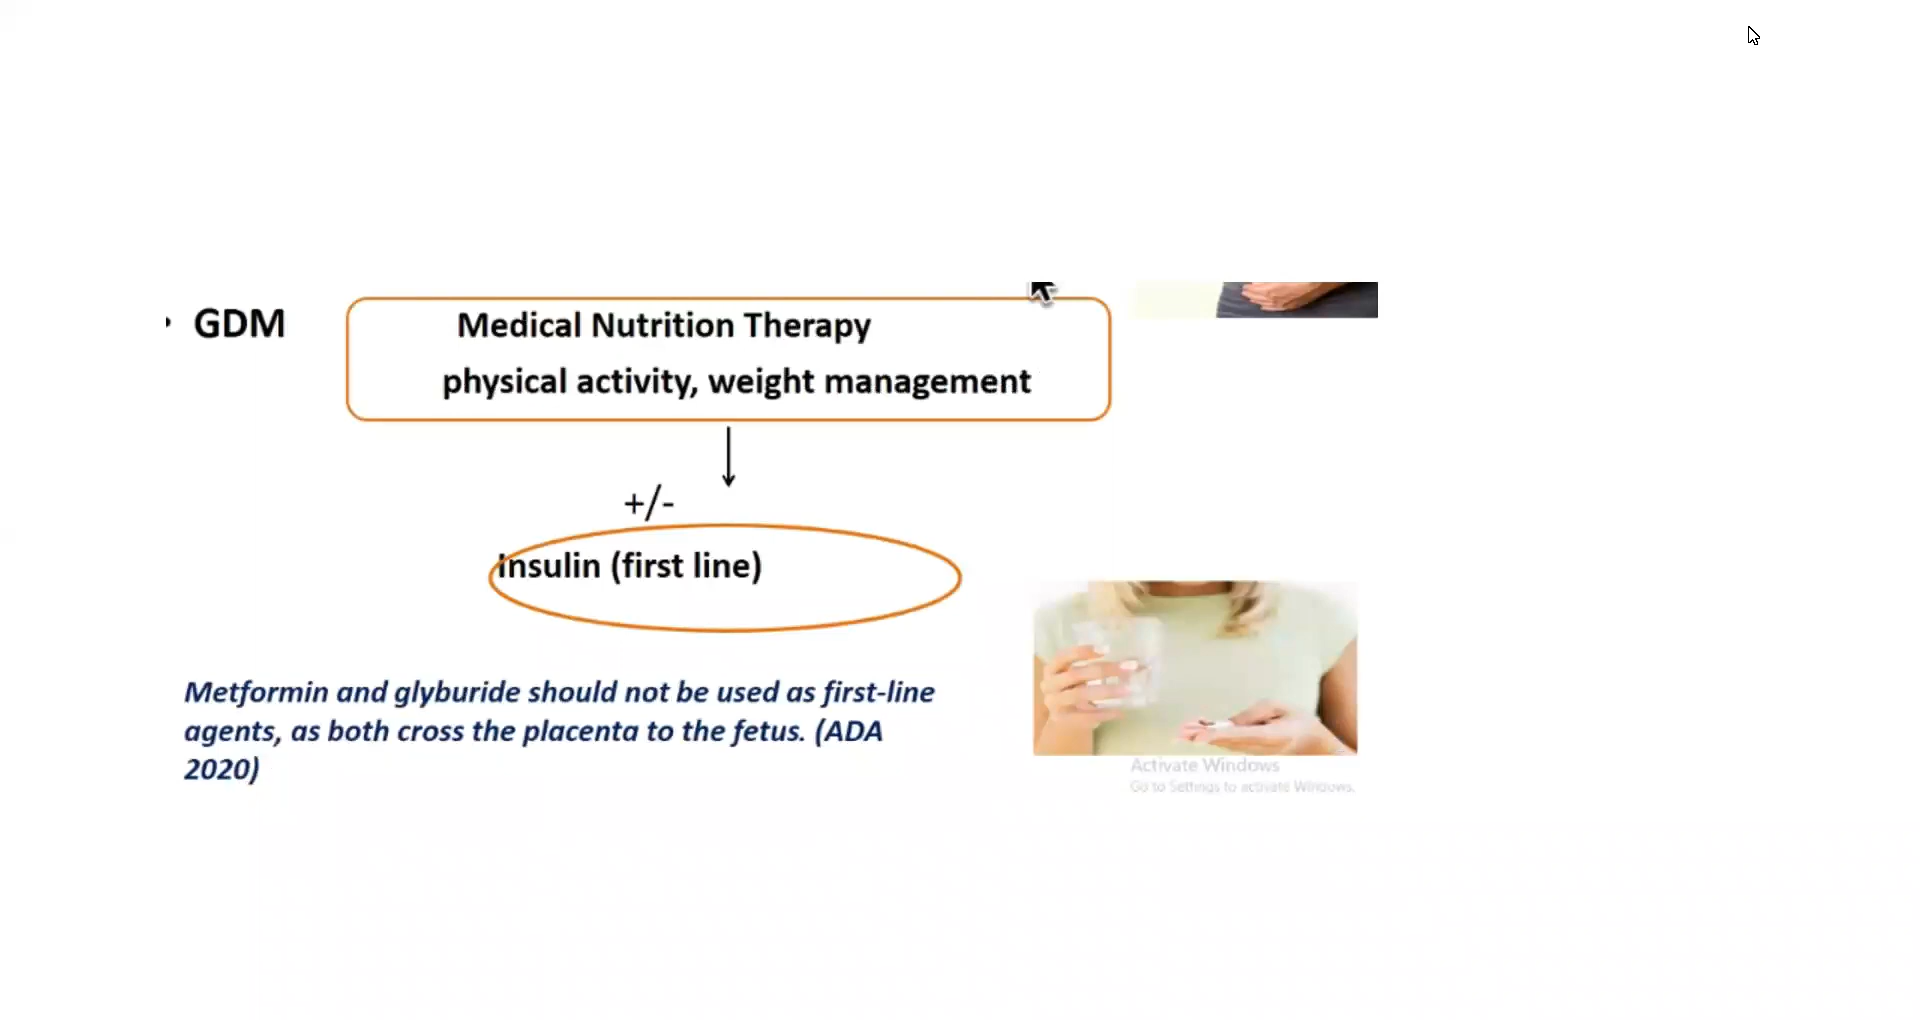 • GDM
Medical Nutrition Therapy
physical activity, weight management
+/-
Insulin (first line)
Metformin and glyburide should not be used as first-line
agents, as both cross the placenta to the fetus. (ADA
2020)
Activate Windows
Go to Settings to activate Windows.